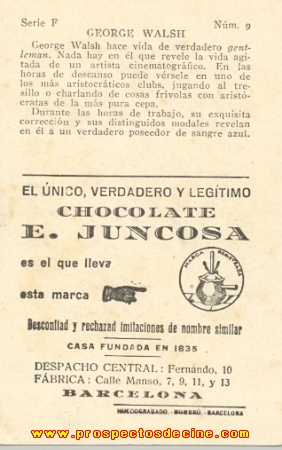 Serie F Núm. 9
GEORGE WALSH
George Walsh hace vida de verdadero gent-
leman. Nada hay en él que revele la vida agi-
tada de un artista cinematográfico. En las
horas de descanso puede vérsele en uno de
los más aristocráticos clubs, jugando al tre-
sillo o charlando de cosas frívolas con aristó-
cratas de la más pura cepa.
Durante las horas de trabajo, su exquisita
corrección y sus distinguidos modales revelan
en él a un verdadero poseedor de sangre azul.
EL ÚNICO, VERDADERO Y LEGÍTIMO
CHOCOLATE
E. JUNCOSA
es el que lleva
esta marca
MARCA REGISTRADA
Desconfiad y rechazad imitaciones de nombre similar
CASA FUNDADA EN 1835
DESPACHO CENTRAL: Fernando, 10
FÁBRICA: Calle Manso, 7, 9, 11, y 13
BARCELONA
HUECOGRABADO. BARCELONA
www.prospectosdecine.com